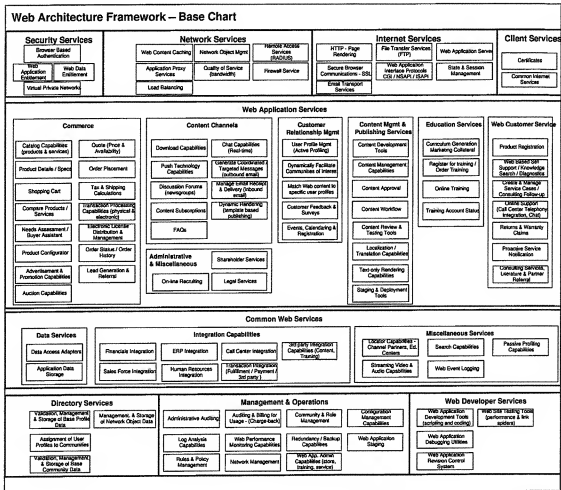 Web Architecture Framework – Base Chart
Security Services
Browser Based
Authentication
Web
Application
Entitlement
Web Data
Entitlement
Virtual Private Networks
Network Services
Web Content Caching
Network Object Mgmt
Remote Access
Services
(RADIUS)
Application Proxy
Services
Quality of Service
(bandwidth)
Firewall Service
Load Balancing
Internet Services
HTTP - Page
Rendering
File Transfer Services
(FTP)
Web Application Server
Secure Browser
Communications - SSL
Web Application
Interface Protocols
CGI / NSAPI / ISAPI
State & Session
Management
Email Transport
Services
Client Services
Certificates
Common Internet
Services
Web Application Services
Commerce
Catalog Capabilities
(products & services)
Quota (Price &
Availability)
Product Details / Specs
Order Placement
Shopping Cart
Tax & Shipping
Calculations
Compare Products /
Services
Transaction Processing
Capabilities (physical &
electronic)
Needs Assessment /
Buyer Assistant
Electronic License
Distribution &
Management
Product Configurator
Order Status / Order
History
Advertisement &
Promotion Capabilities
Lead Generation &
Referral
Auction Capabilities
Content Channels
Download Capabilities
Chat Capabilities
(Real-time)
Push Technology
Capabilities
Generate Coordinated /
Targeted Messages
(outbound email)
Discussion Forums
(newsgroups)
Manage Email Receipt
& Delivery (inbound
email)
Content Subscriptions
Dynamic Rendering
(template based
publishing)
FAQs
Administrative
& Miscellaneous
Shareholder Services
On-line Recruiting
Legal Services
Customer
Relationship Mgmt
User Profile Mgmt
(Active Profiling)
Dynamically Facilitate
Communities of Interest
Match Web content to
specific user profiles
Customer Feedback &
Surveys
Events, Calendaring &
Registration
Content Mgmt &
Publishing Services
Content Development
Tools
Content Management
Capabilities
Content Approval
Content Workflow
Content Review &
Testing Tools
Localization /
Translation Capabilities
Text-only Rendering
Capabilities
Staging & Deployment
Tools
Education Services
Curriculum Generation
Marketing Collateral
Register for training /
Order Training
Online Training
Training Account Status
Web Customer Service
Product Registration
Web Based Self
Support / Knowledge
Search / Diagnostics
Create & Manage
Service Cases /
Consulting Follow-up
Online Support
(Call Center Telephony
Integration, Chat)
Returns & Warranty
Claims
Proactive Service
Notification
Consulting Services,
Literature & Partner
Referral
Common Web Services
Data Services
Data Access Adaptors
Application Data
Storage
Integration Capabilities
Financials Integration
ERP Integration
Call Center Integration
3rd party Integration
Capabilities (Content,
Training)
Sales Force Integration
Human Resources
Integration
Transaction Integration
(Fulfillment / Payment /
3rd party )
Miscellaneous Services
Locator Capabilities -
Channel Partners, Ed.
Centers
Search Capabilities
Passive Profiling
Capabilities
Streaming Video &
Audio Capabilities
Web Event Logging
Directory Services
Validation, Management,
& Storage of Base Profile
Data
Management, & Storage
of Network Object Data
Assignment of User
Profiles to Communities
Validation, Management,
& Storage of Base
Community Data
Management & Operations
Administrative Auditing
Auditing & Billing for
Usage - (Charge-back)
Community & Role
Management
Configuration
Management
Capabilities
Log Analysis
Capabilities
Web Performance
Monitoring Capabilities
Redundancy / Backup
Capabilities
Web Application
Staging
Rules & Policy
Management
Network Management
Web App. Admin
Capabilities (store,
training, service)
Web Developer Services
Web Application
Development Tools
(scripting and coding)
Web Site Testing Tools
(performance & link
spiders)
Web Application
Debugging Utilities
Web Application
Revision Control
System